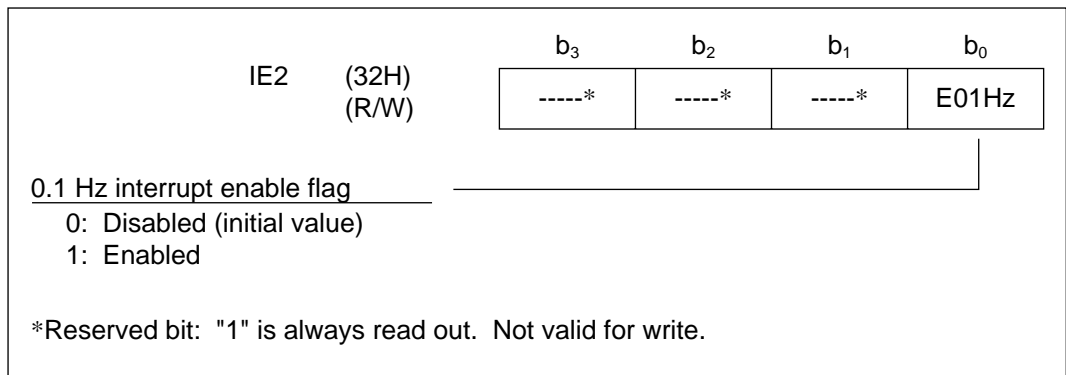 b₃ b₂ b₁ b₀
IE2 (32H)
(R/W)
-----* -----* -----* E01Hz
0.1 Hz interrupt enable flag
0: Disabled (initial value)
1: Enabled
*Reserved bit: "1" is always read out. Not valid for write.